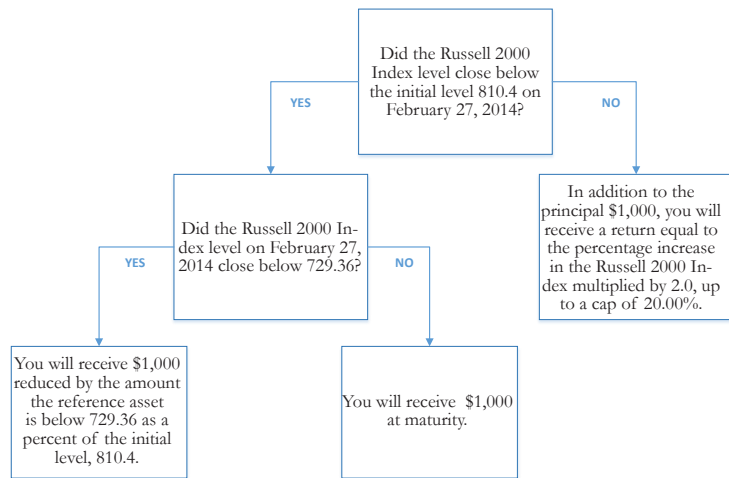 Did the Russell 2000
Index level close below
the initial level 810.4 on
February 27, 2014?
YES
NO
Did the Russell 2000 In-
dex level on February 27,
2014 close below 729.36?
In addition to the
principal $1,000, you will
receive a return equal to
the percentage increase
in the Russell 2000 In-
dex multiplied by 2.0, up
to a cap of 20.00%.
YES
NO
You will receive $1,000
reduced by the amount
the reference asset
is below 729.36 as a
percent of the initial
level, 810.4.
You will receive $1,000
at maturity.